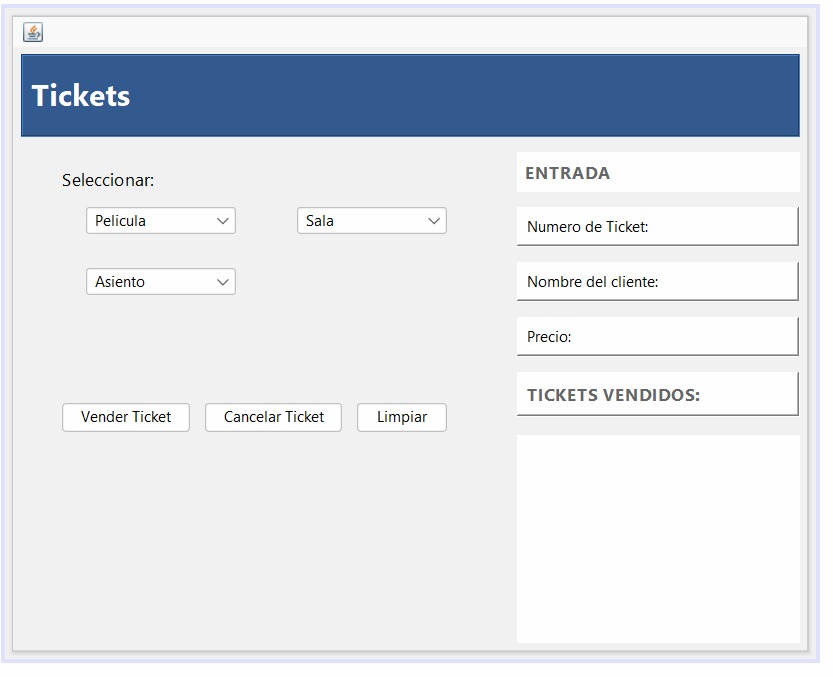 Tickets
Seleccionar:
Pelicula
Sala
Asiento
Vender Ticket
Cancelar Ticket
Limpiar
ENTRADA
Numero de Ticket:
Nombre del cliente:
Precio:
TICKETS VENDIDOS: